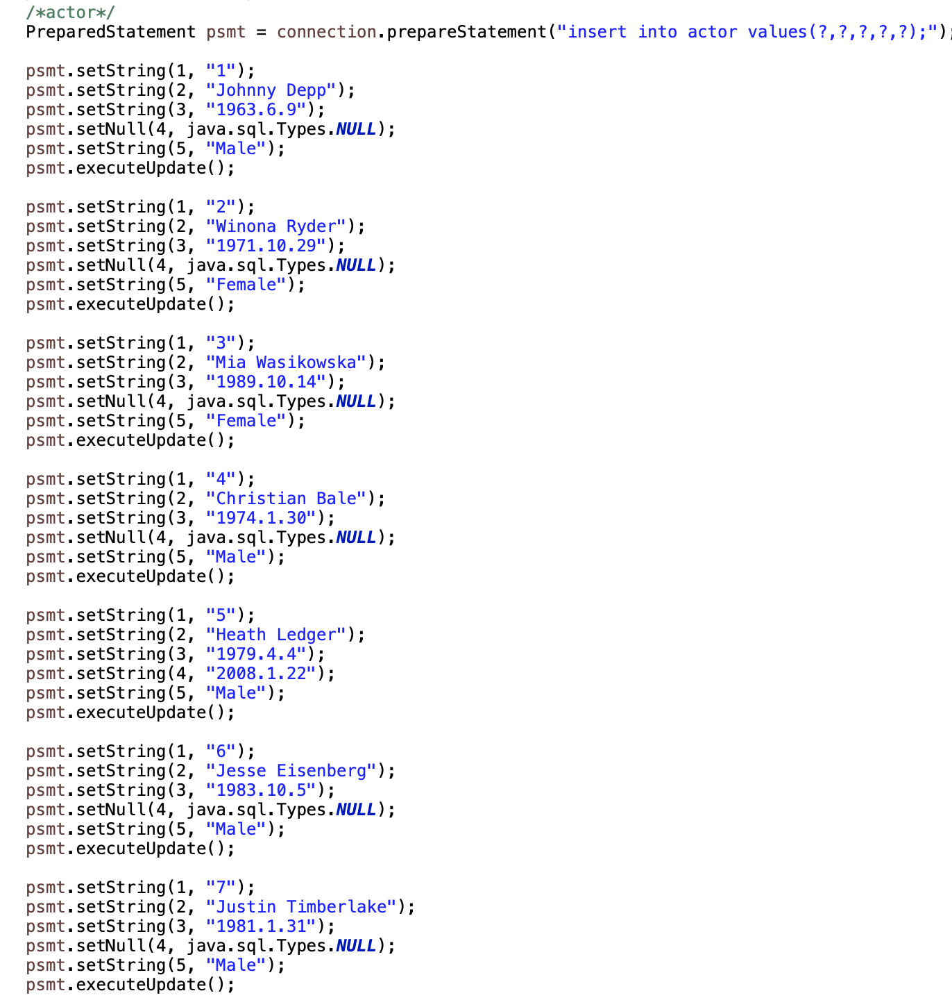 /*actor*/
PreparedStatement psmt = connection.prepareStatement("insert into actor values(?,?,?,?,?);");
psmt.setString(1, "1");
psmt.setString(2, "Johnny Depp");
psmt.setString(3, "1963.6.9");
psmt.setNull(4, java.sql.Types.NULL);
psmt.setString(5, "Male");
psmt.executeUpdate();
psmt.setString(1, "2");
psmt.setString(2, "Winona Ryder");
psmt.setString(3, "1971.10.29");
psmt.setNull(4, java.sql.Types.NULL);
psmt.setString(5, "Female");
psmt.executeUpdate();
psmt.setString(1, "3");
psmt.setString(2, "Mia Wasikowska");
psmt.setString(3, "1989.10.14");
psmt.setNull(4, java.sql.Types.NULL);
psmt.setString(5, "Female");
psmt.executeUpdate();
psmt.setString(1, "4");
psmt.setString(2, "Christian Bale");
psmt.setString(3, "1974.1.30");
psmt.setNull(4, java.sql.Types.NULL);
psmt.setString(5, "Male");
psmt.executeUpdate();
psmt.setString(1, "5");
psmt.setString(2, "Heath Ledger");
psmt.setString(3, "1979.4.4");
psmt.setString(4, "2008.1.22");
psmt.setString(5, "Male");
psmt.executeUpdate();
psmt.setString(1, "6");
psmt.setString(2, "Jesse Eisenberg");
psmt.setString(3, "1983.10.5");
psmt.setNull(4, java.sql.Types.NULL);
psmt.setString(5, "Male");
psmt.executeUpdate();
psmt.setString(1, "7");
psmt.setString(2, "Justin Timberlake");
psmt.setString(3, "1981.1.31");
psmt.setNull(4, java.sql.Types.NULL);
psmt.setString(5, "Male");
psmt.executeUpdate();